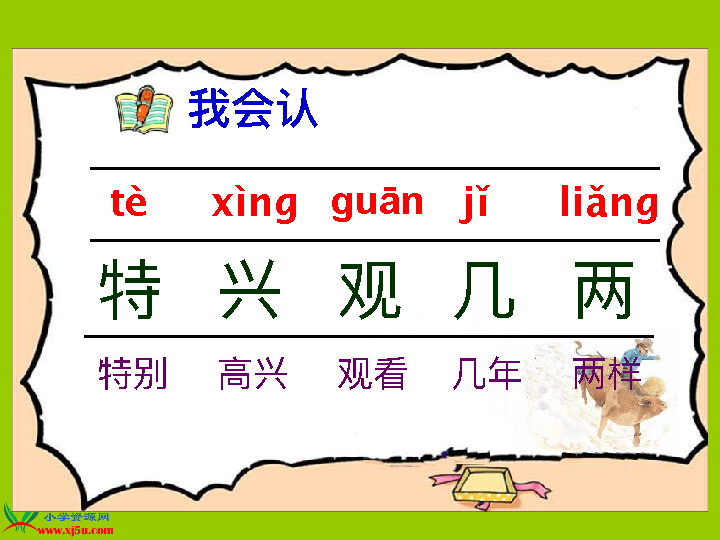 我会认
tè xìng guān jǐ liǎng
特 兴 观 几 两
特别 高兴 观看 几年 两样
小学资源网
www.xj5u.com